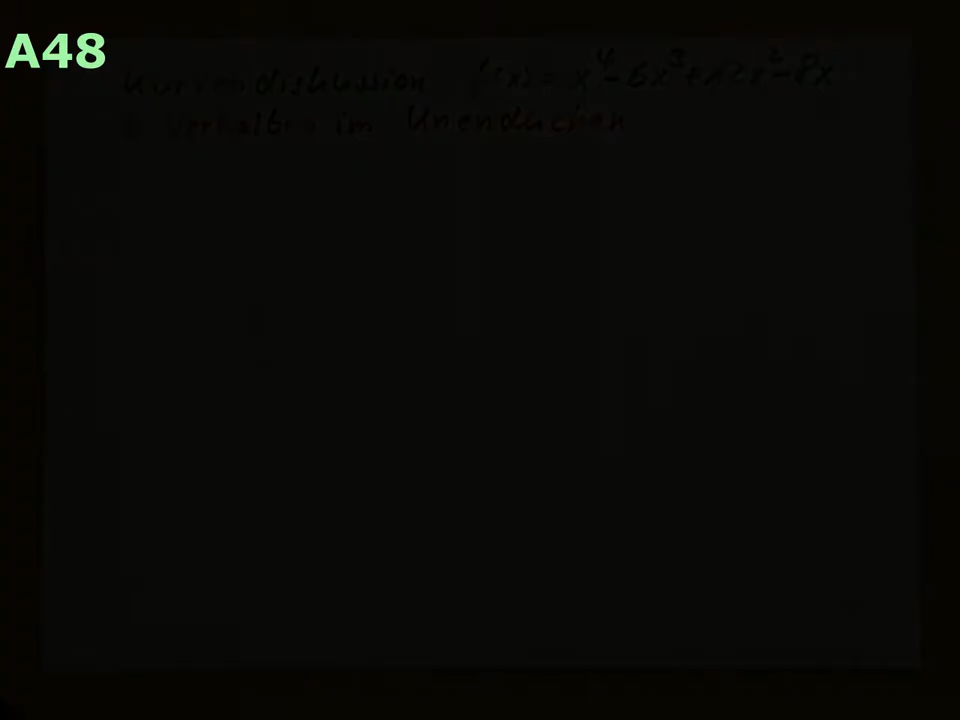 A48
Kurvendiskussion f(x) = x⁴ - 6x³ + 12x² - 8x
Verhalten im Unendlichen